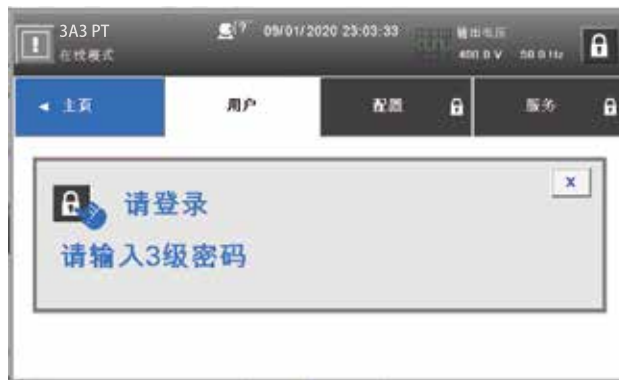 3A3 PT
在线模式
09/01/2020 23:03:33
输出电压
400.0 V 50.0 Hz
主页
用户
配置
服务
x
请登录
请输入3级密码